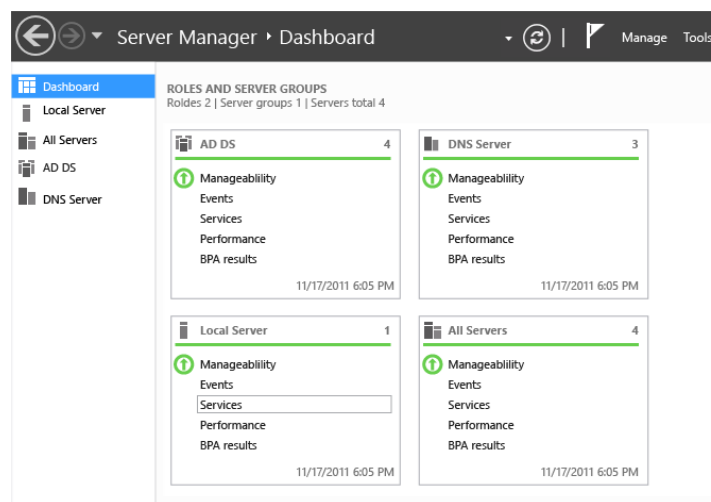 Server Manager ‣ Dashboard
Manage Tools
Dashboard
Local Server
All Servers
AD DS
DNS Server
ROLES AND SERVER GROUPS
Roldes 2 | Server groups 1 | Servers total 4
AD DS 4
Manageablility
Events
Services
Performance
BPA results
11/17/2011 6:05 PM
DNS Server 3
Manageablility
Events
Services
Performance
BPA results
11/17/2011 6:05 PM
Local Server 1
Manageablility
Events
Services
Performance
BPA results
11/17/2011 6:05 PM
All Servers 4
Manageablility
Events
Services
Performance
BPA results
11/17/2011 6:05 PM